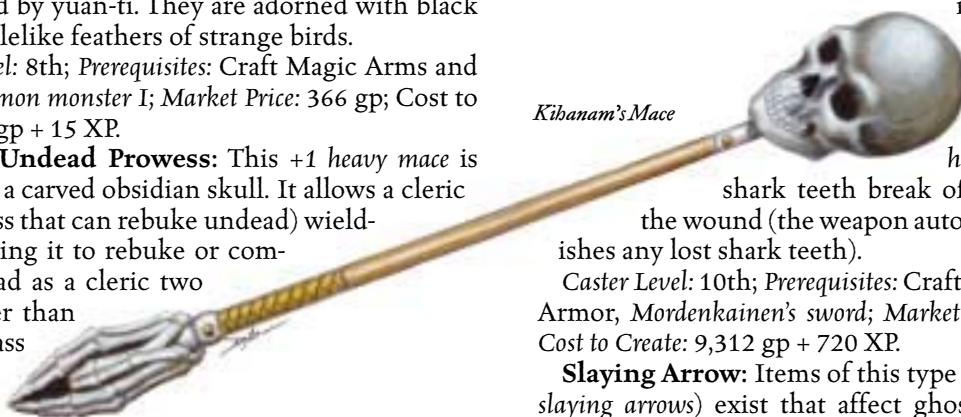 d by yuan-ti. They are adorned with black
lelike feathers of strange birds.
el: 8th; Prerequisites: Craft Magic Arms and
mon monster I; Market Price: 366 gp; Cost to
gp + 15 XP.
Undead Prowess: This +1 heavy mace is
a carved obsidian skull. It allows a cleric
ss that can rebuke undead) wield-
ing it to rebuke or com-
ad as a cleric two
er than
ass
Kihanam's Mace
h
shark teeth break of
the wound (the weapon auto
ishes any lost shark teeth).
Caster Level: 10th; Prerequisites: Craft
Armor, Mordenkainen's sword; Market
Cost to Create: 9,312 gp + 720 XP.
Slaying Arrow: Items of this type
slaying arrows) exist that affect ghos